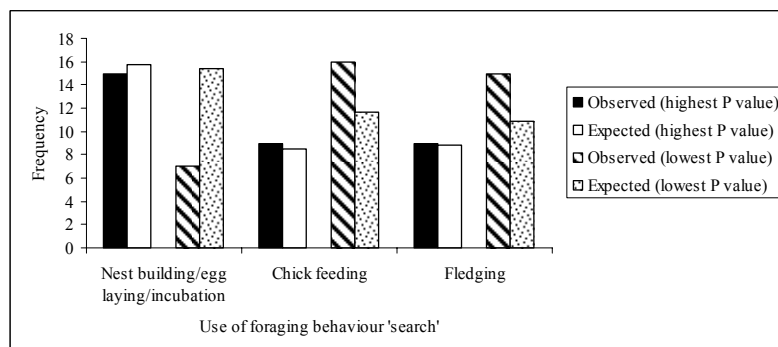 18
16
14
12
10
8
6
4
2
0
Frequency
Nest building/egg
laying/incubation
Chick feeding
Fledging
Use of foraging behaviour 'search'
Observed (highest P value)
Expected (highest P value)
Observed (lowest P value)
Expected (lowest P value)